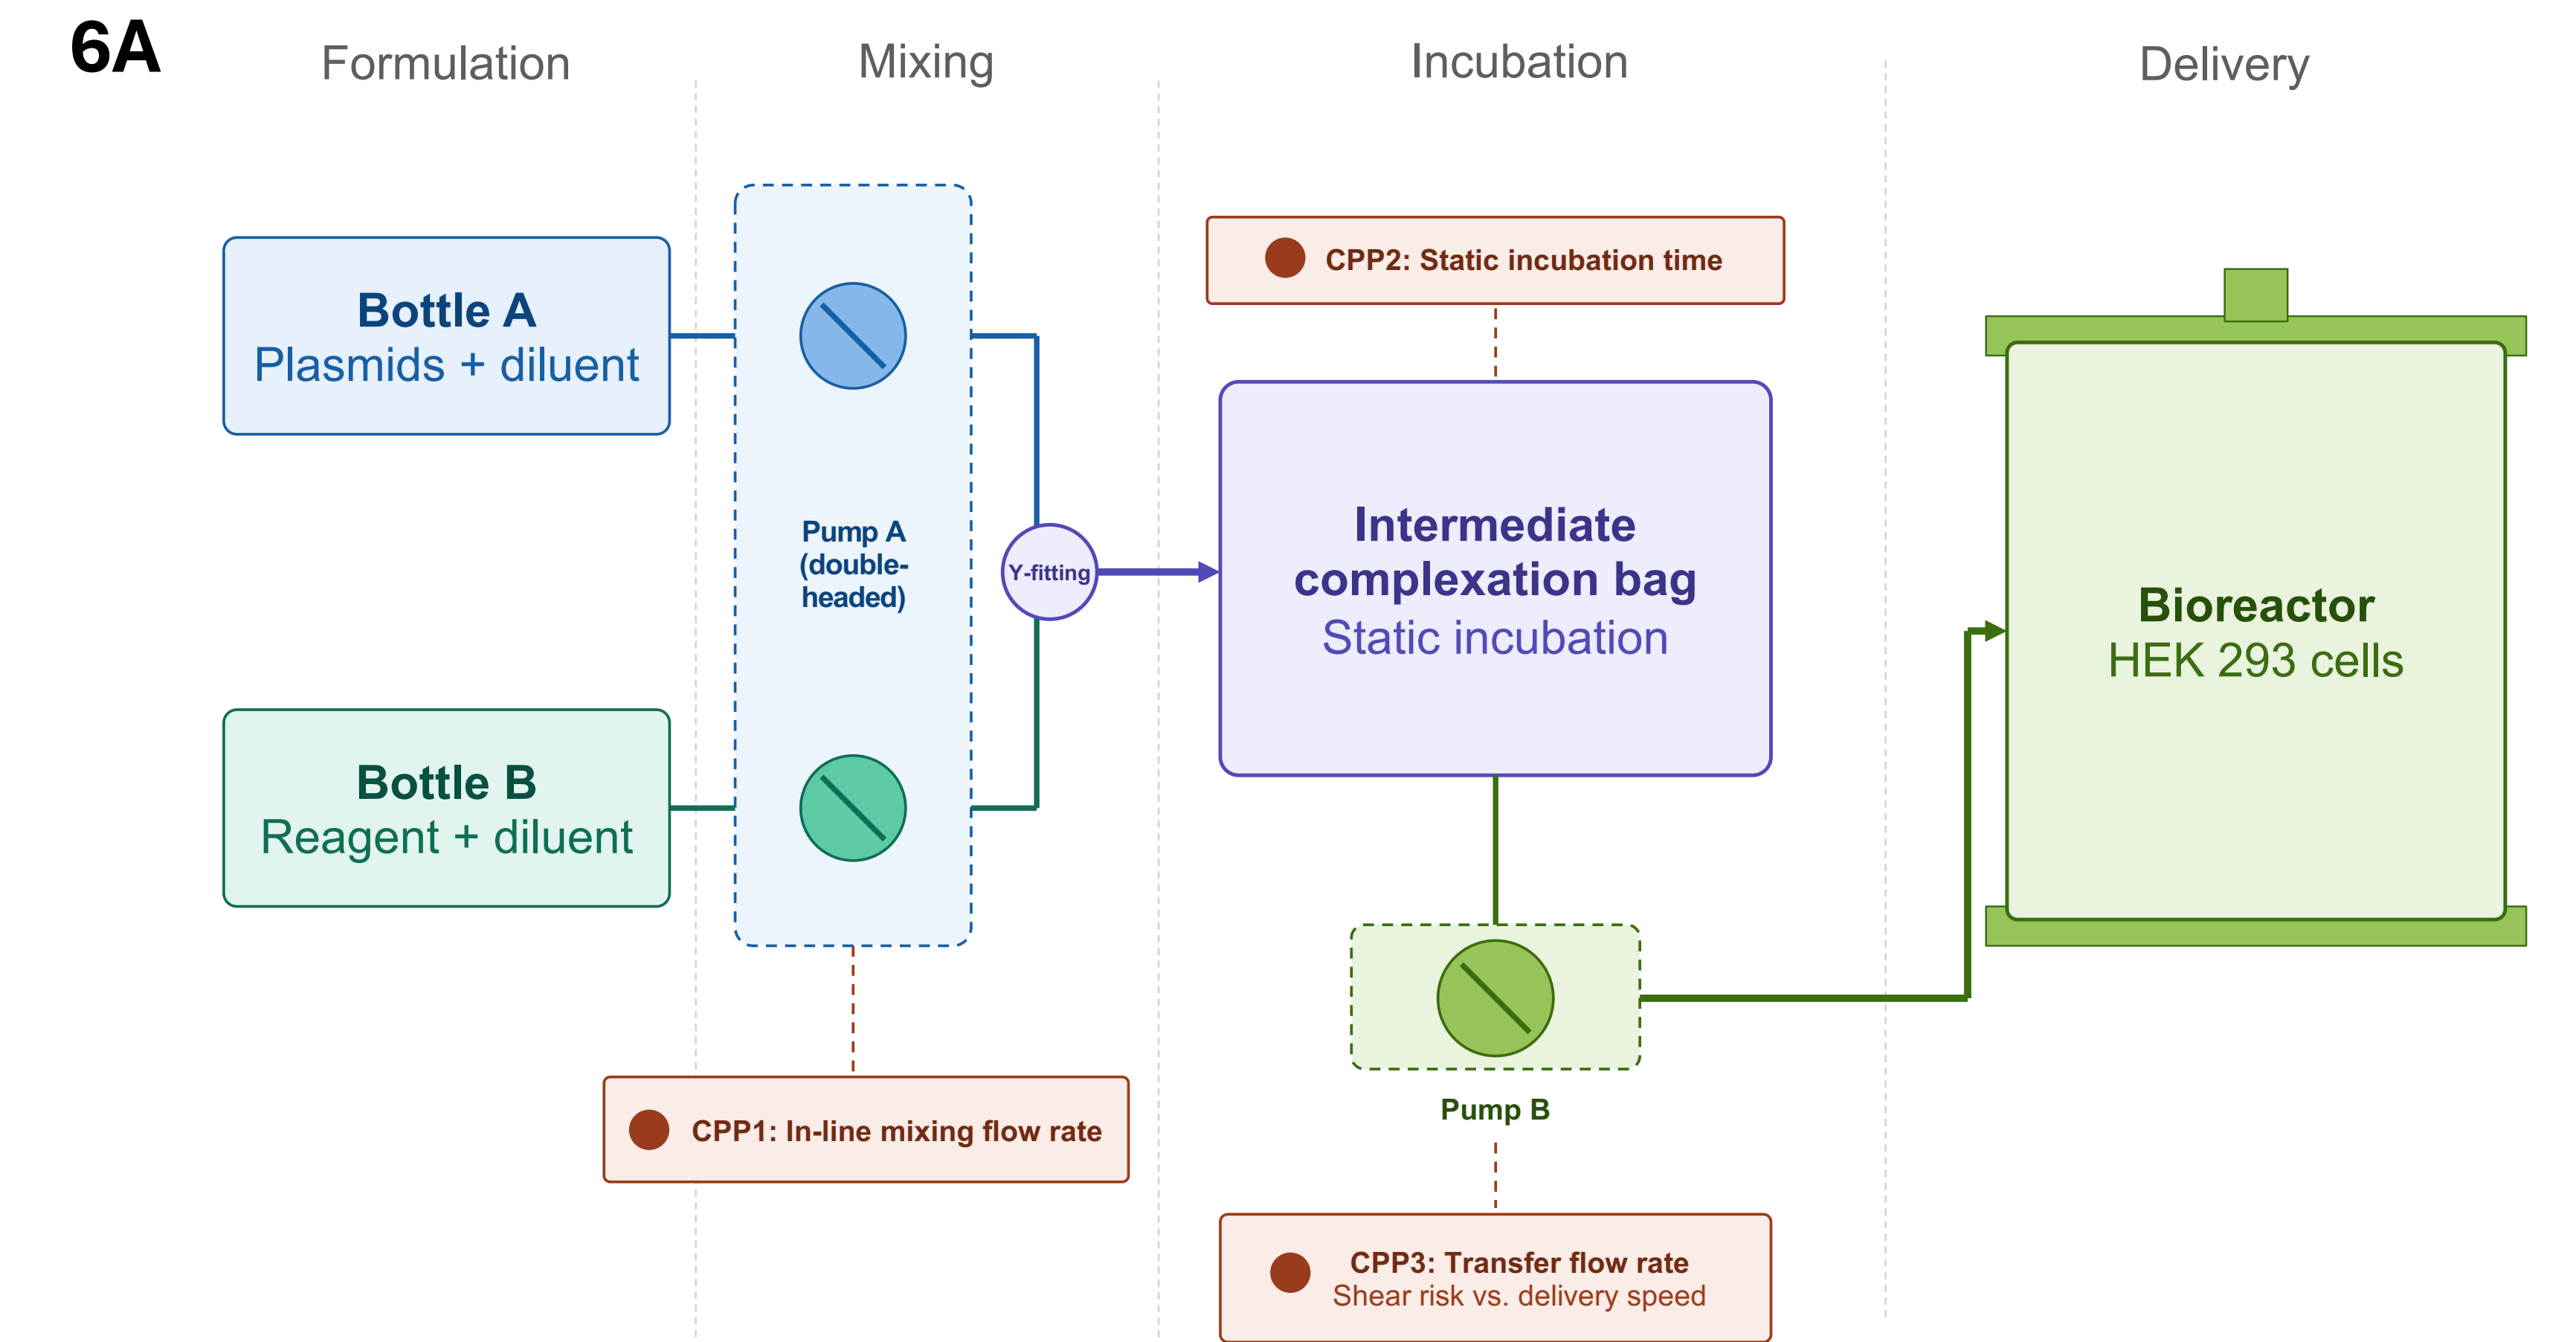 6A
Formulation
Mixing
Incubation
Delivery
Bottle A
Plasmids + diluent
Bottle B
Reagent + diluent
Pump A
(double-
headed)
Y-fitting
CPP1: In-line mixing flow rate
CPP2: Static incubation time
Intermediate
complexation bag
Static incubation
Pump B
CPP3: Transfer flow rate
Shear risk vs. delivery speed
Bioreactor
HEK 293 cells